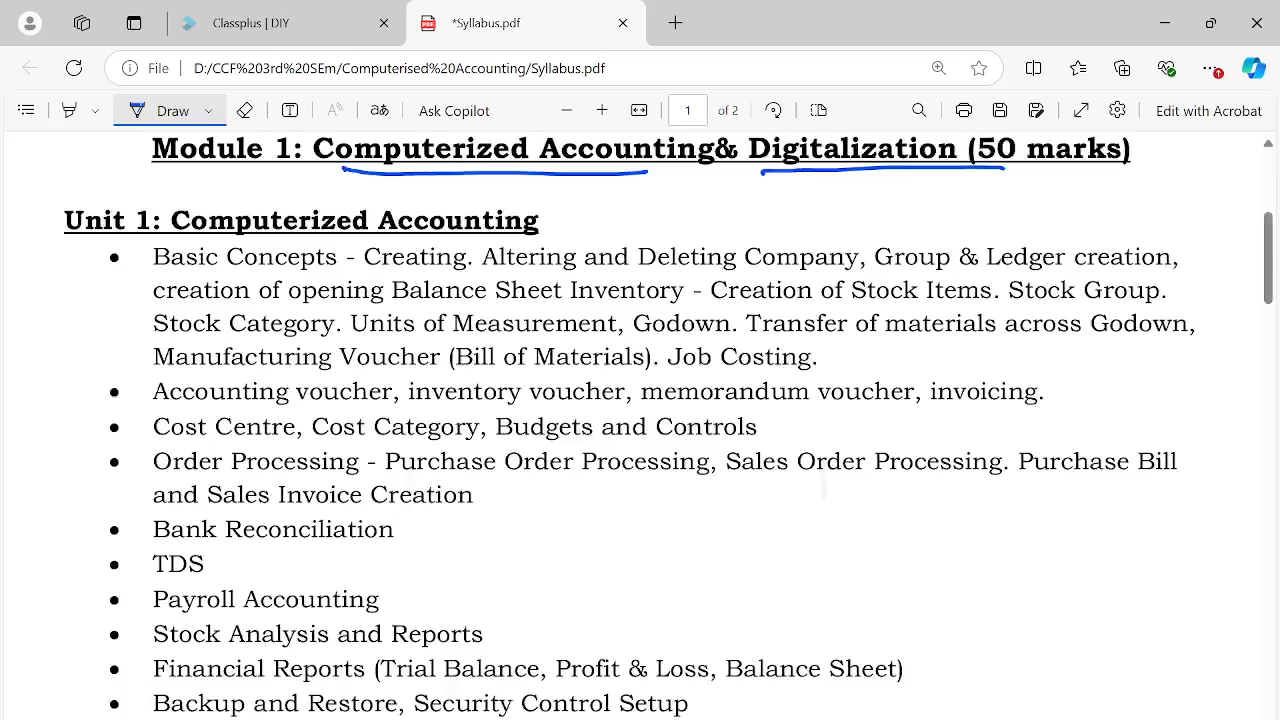 Classplus | DIY
*Syllabus.pdf
File
D:/CCF%203rd%20SEm/Computerised%20Accounting/Syllabus.pdf
Draw
Ask Copilot
1
of 2
Edit with Acrobat
Module 1: Computerized Accounting& Digitalization (50 marks)
Unit 1: Computerized Accounting
• Basic Concepts - Creating. Altering and Deleting Company, Group & Ledger creation,
creation of opening Balance Sheet Inventory - Creation of Stock Items. Stock Group.
Stock Category. Units of Measurement, Godown. Transfer of materials across Godown,
Manufacturing Voucher (Bill of Materials). Job Costing.
• Accounting voucher, inventory voucher, memorandum voucher, invoicing.
• Cost Centre, Cost Category, Budgets and Controls
• Order Processing - Purchase Order Processing, Sales Order Processing. Purchase Bill
and Sales Invoice Creation
• Bank Reconciliation
• TDS
• Payroll Accounting
• Stock Analysis and Reports
• Financial Reports (Trial Balance, Profit & Loss, Balance Sheet)
• Backup and Restore, Security Control Setup